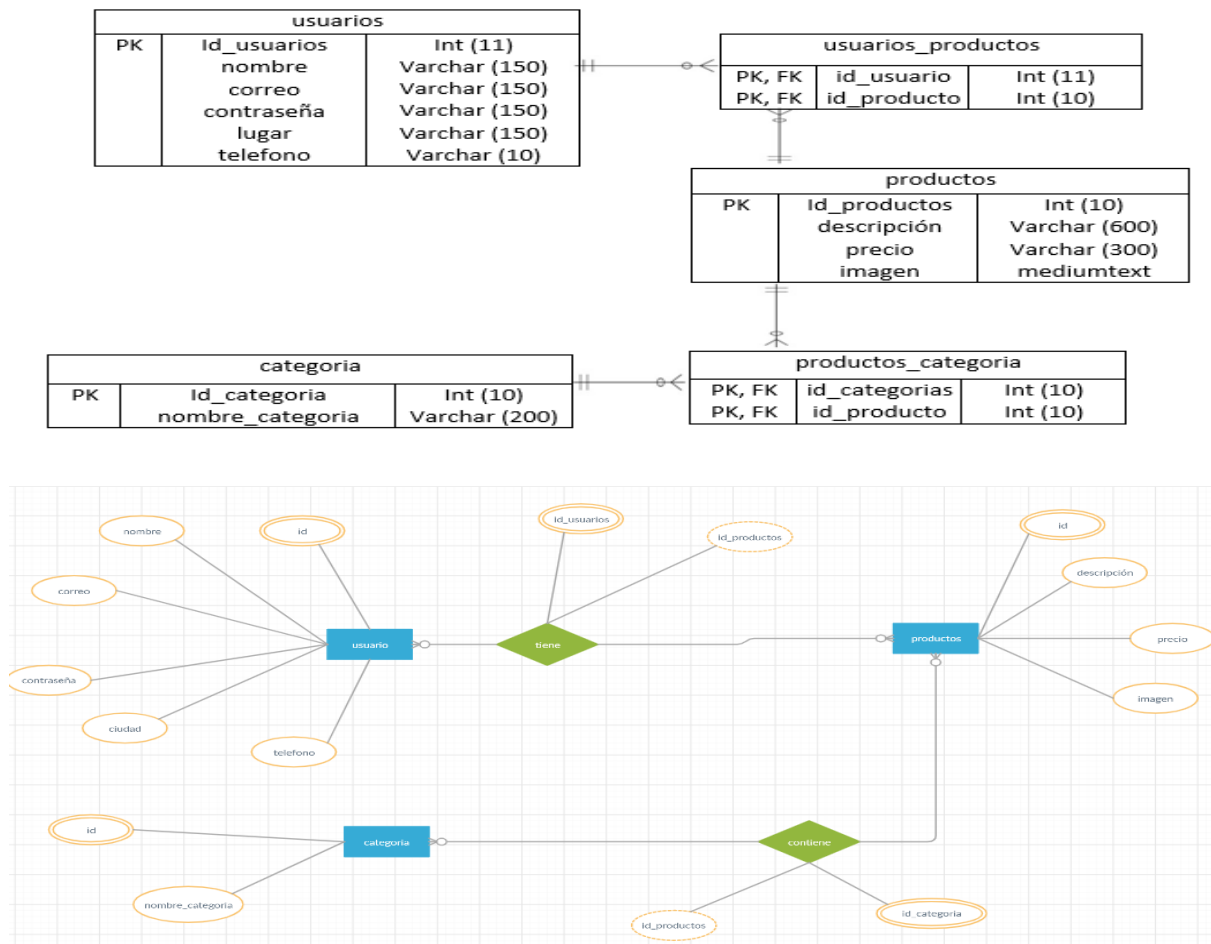 usuarios
PK Id_usuarios Int (11)
nombre Varchar (150)
correo Varchar (150)
contraseña Varchar (150)
lugar Varchar (150)
telefono Varchar (10)
usuarios_productos
PK, FK id_usuario Int (11)
PK, FK id_producto Int (10)
productos
PK Id_productos Int (10)
descripción Varchar (600)
precio Varchar (300)
imagen mediumtext
categoria
PK Id_categoria Int (10)
nombre_categoria Varchar (200)
productos_categoria
PK, FK id_categorias Int (10)
PK, FK id_producto Int (10)
nombre
id
correo
contraseña
ciudad
telefono
usuario
Id_usuarios
id_productos
tiene
id
descripción
precio
imagen
productos
id
nombre_categoria
categoria
contiene
id_productos
id_categoria